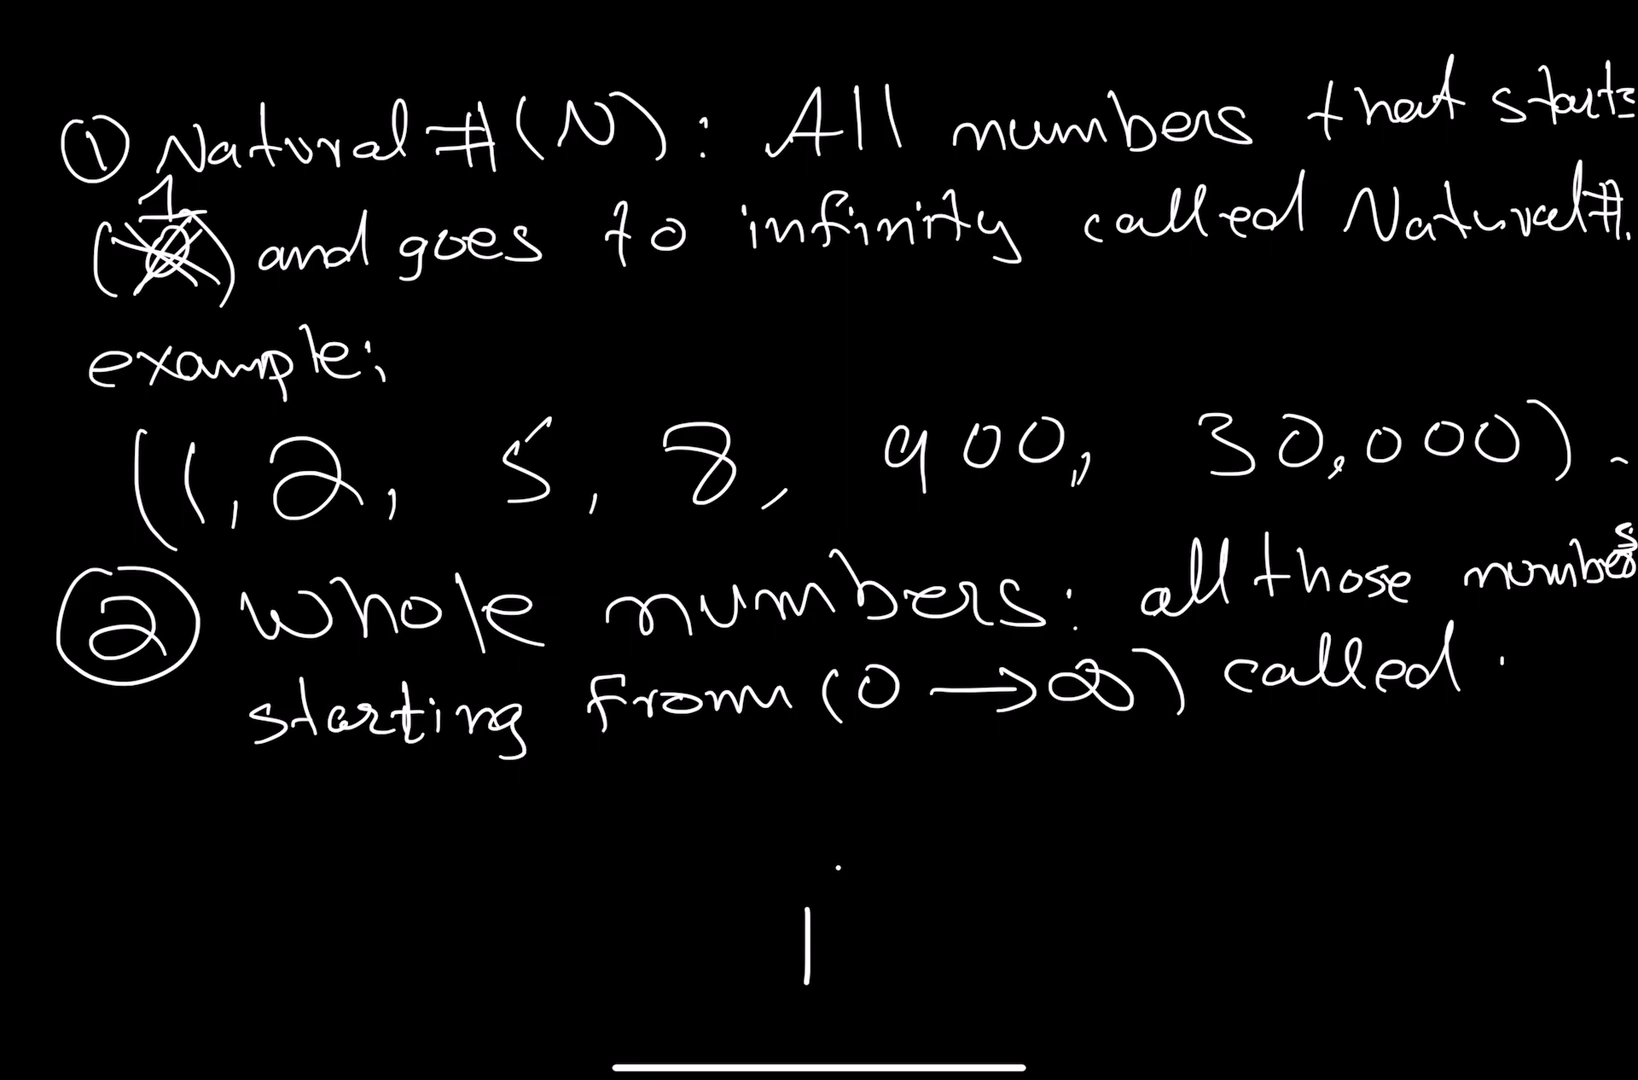 ① Natural #(N): All numbers that starts
1
(0) and goes to infinity called Natural #.
example:
(1, 2, 5, 8, 900, 30,000).
② Whole numbers: all those numbers
starting from (0 → ∞) called .